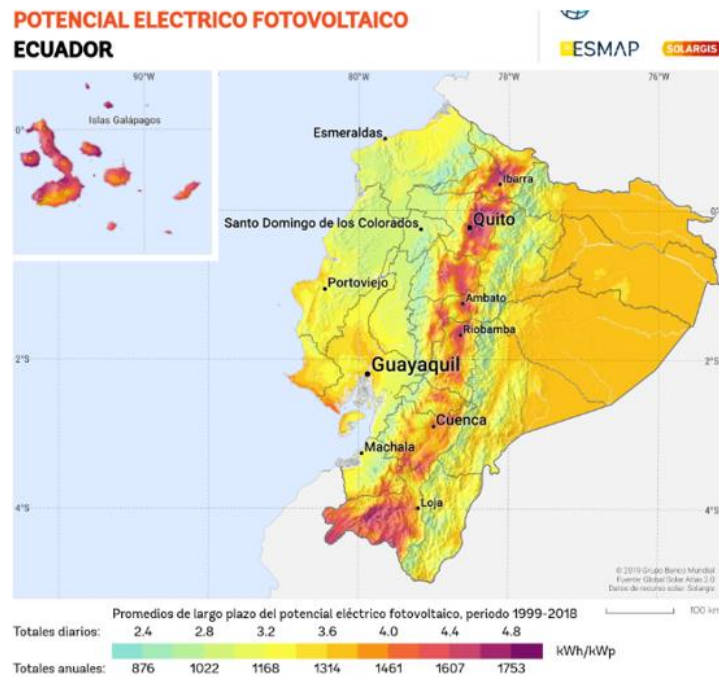 POTENCIAL ELECTRICO FOTOVOLTAICO
ECUADOR
ESMAP
SOLARGIS
90°W
80°W
78°W
76°W
0°
Islas Galápagos
Esmeraldas
Ibarra
0°
Quito
Santo Domingo de los Colorados
Portoviejo
Ambato
Riobamba
2°S
Guayaquil
2°S
Cuenca
Machala
Loja
4°S
4°S
© 2019 Grupo Banco Mundial
Fuente: Global Solar Atlas 2.0
Datos de recurso solar: Solargis
Promedios de largo plazo del potencial eléctrico fotovoltaico, periodo 1999-2018
100 km
Totales diarios: 2.4 2.8 3.2 3.6 4.0 4.4 4.8
kWh/kWp
Totales anuales: 876 1022 1168 1314 1461 1607 1753